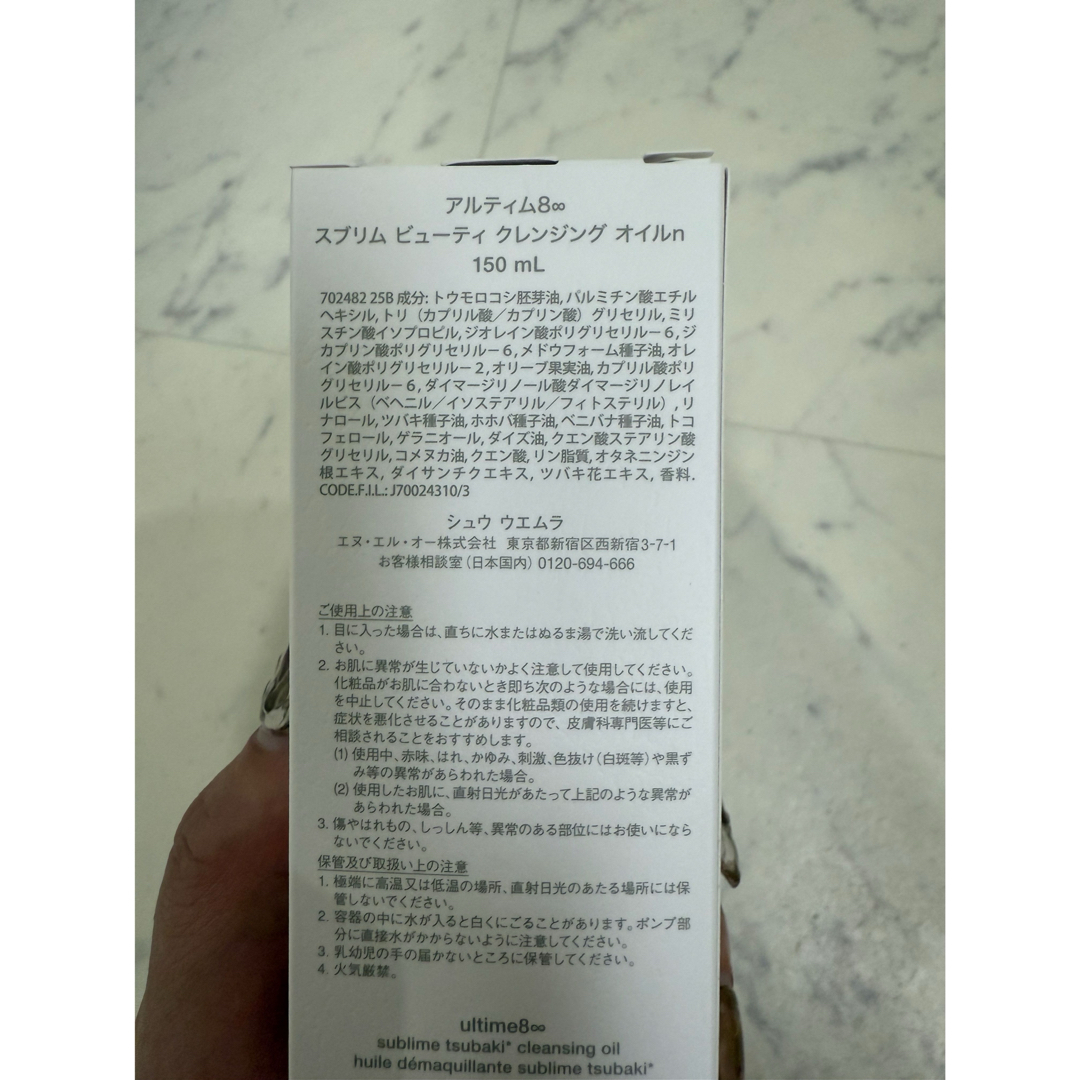 アルティム8∞
スブリム ビューティ クレンジング オイルn
150 mL
702482 25B 成分: トウモロコシ胚芽油, パルミチン酸エチル
ヘキシル, トリ（カプリル酸／カプリン酸）グリセリル, ミリ
スチン酸イソプロピル, ジオレイン酸ポリグリセリル－6, ジ
カプリン酸ポリグリセリル－6, メドウフォーム種子油, オレ
イン酸ポリグリセリル－2, オリーブ果実油, カプリル酸ポリ
グリセリル－6, ダイマージリノール酸ダイマージリノレイ
ルビス（ベヘニル／イソステアリル／フィトステリル）, リ
ナロール, ツバキ種子油, ホホバ種子油, ベニバナ種子油, トコ
フェロール, ゲラニオール, ダイズ油, クエン酸ステアリン酸
グリセリル, コメヌカ油, クエン酸, リン脂質, オタネニンジン
根エキス, ダイサンチクエキス, ツバキ花エキス, 香料.
CODE.F.I.L.: J70024310/3
シュウ ウエムラ
エヌ・エル・オー株式会社 東京都新宿区西新宿3-7-1
お客様相談室（日本国内）0120-694-666
ご使用上の注意
1. 目に入った場合は、直ちに水またはぬるま湯で洗い流してくだ
さい。
2. お肌に異常が生じていないかよく注意して使用してください。
化粧品がお肌に合わないとき即ち次のような場合には、使用
を中止してください。そのまま化粧品類の使用を続けますと、
症状を悪化させることがありますので、皮膚科専門医等にご
相談されることをおすすめします。
(1) 使用中、赤味、はれ、かゆみ、刺激、色抜け（白斑等）や黒ず
み等の異常があらわれた場合。
(2) 使用したお肌に、直射日光があたって上記のような異常が
あらわれた場合。
3. 傷やはれもの、しっしん等、異常のある部位にはお使いになら
ないでください。
保管及び取扱い上の注意
1. 極端に高温又は低温の場所、直射日光のあたる場所には保
管しないでください。
2. 容器の中に水が入ると白くにごることがあります。ポンプ部
分に直接水がかからないように注意してください。
3. 乳幼児の手の届かないところに保管してください。
4. 火気厳禁。
ultime8∞
sublime tsubaki* cleansing oil
huile démaquillante sublime tsubaki*